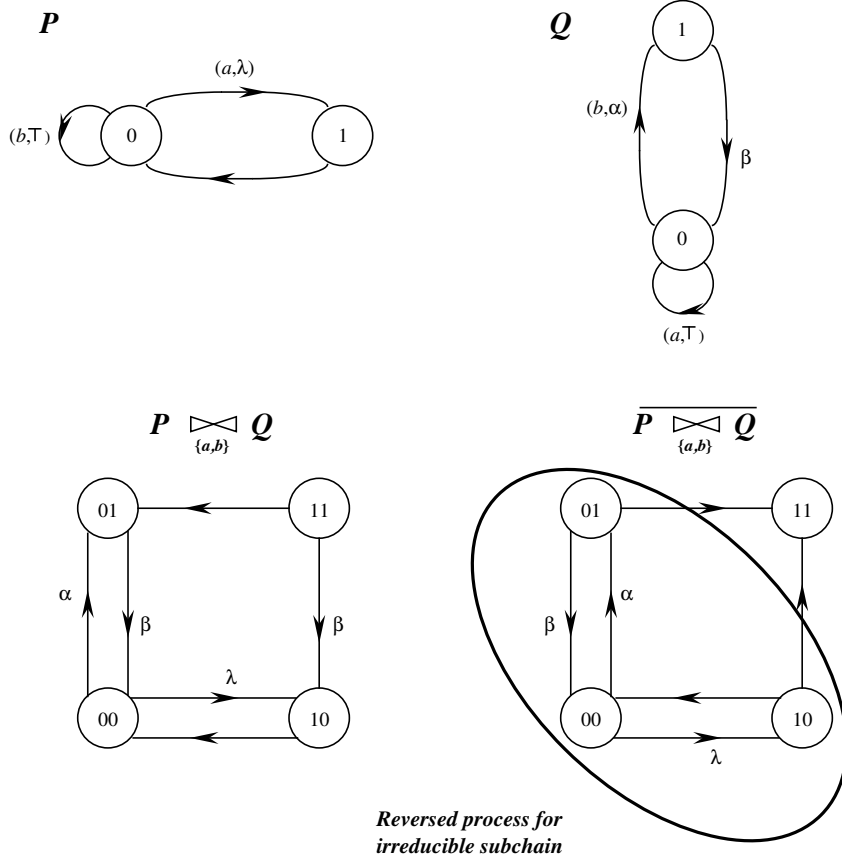 P
(a,λ)
(b,⊤)
0
1
Q
1
(b,α)
β
0
(a,⊤)
P ⋈ Q
{a,b}
01
11
α
β
β
λ
00
10
P ⋈ Q
{a,b}
01
11
α
β
00
10
λ
Reversed process for
irreducible subchain